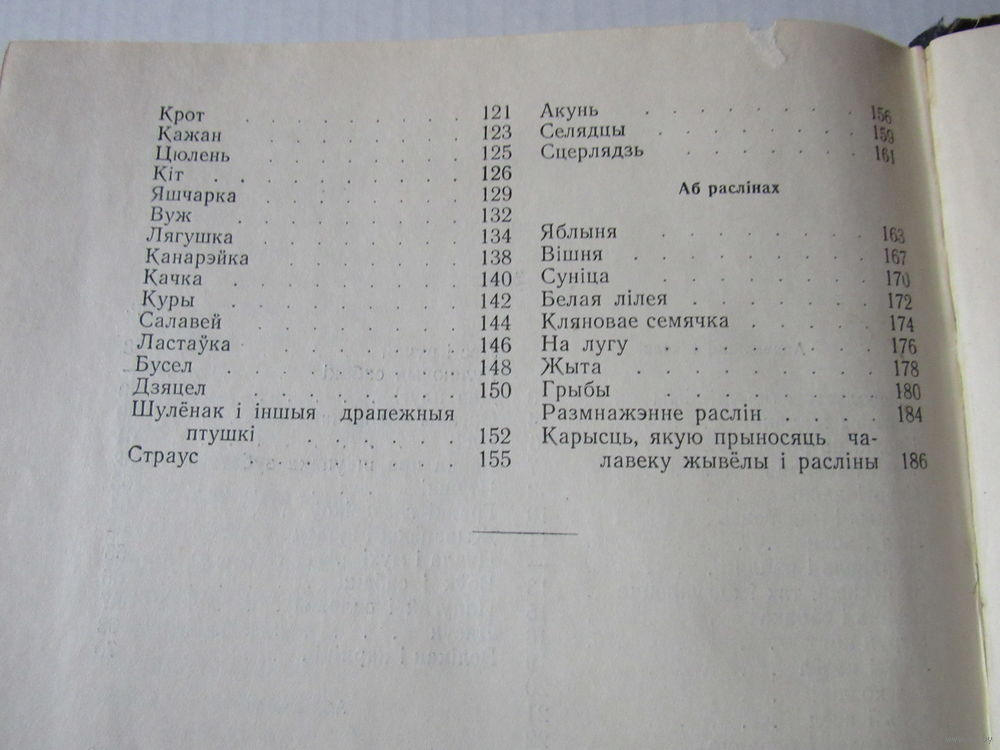 Крот . . . . . . . 121
Кажан . . . . . . . 123
Цюлень . . . . . . . 125
Кіт . . . . . . . . 126
Яшчарка . . . . . . 129
Вуж . . . . . . . 132
Лягушка . . . . . . 134
Канарэйка . . . . . . 138
Качка . . . . . . . 140
Куры . . . . . . . 142
Салавей . . . . . . 144
Ластаўка . . . . . . 146
Бусел . . . . . . . 148
Дзяцел . . . . . . . 150
Шулёнак і іншыя драпежныя
птушкі . . . . . . 152
Страус . . . . . . . 155
Акунь . . . . . . . 156
Селядцы . . . . . . 159
Сцерлядзь . . . . . . 161
Аб раслінах
Яблыня . . . . . . . 163
Вішня . . . . . . . 167
Суніца . . . . . . . 170
Белая лілея . . . . . 172
Кляновае семячка . . . . 174
На лугу . . . . . . 176
Жыта . . . . . . . 178
Грыбы . . . . . . . 180
Размнажэнне раслін . . . . 184
Карысць, якую прыносяць ча-
лавеку жывёлы і расліны 186